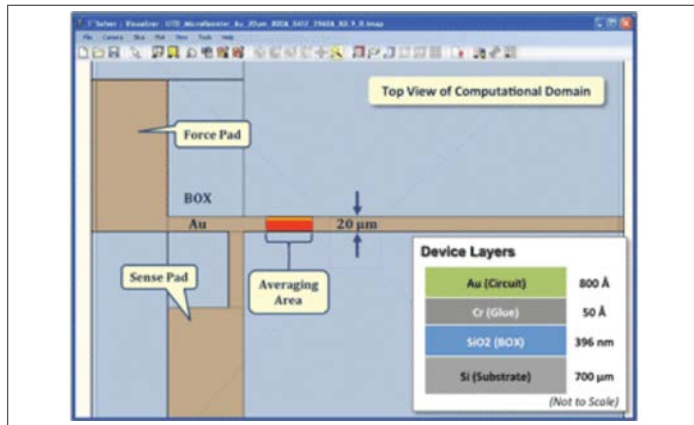 Top View of Computational Domain
Force Pad
BOX
Au
20 μm
Sense Pad
Averaging
Area
Device Layers
Au (Circuit) 800 Å
Cr (Glue) 50 Å
SiO2 (BOX) 396 nm
Si (Substrate) 700 μm
(Not to Scale)